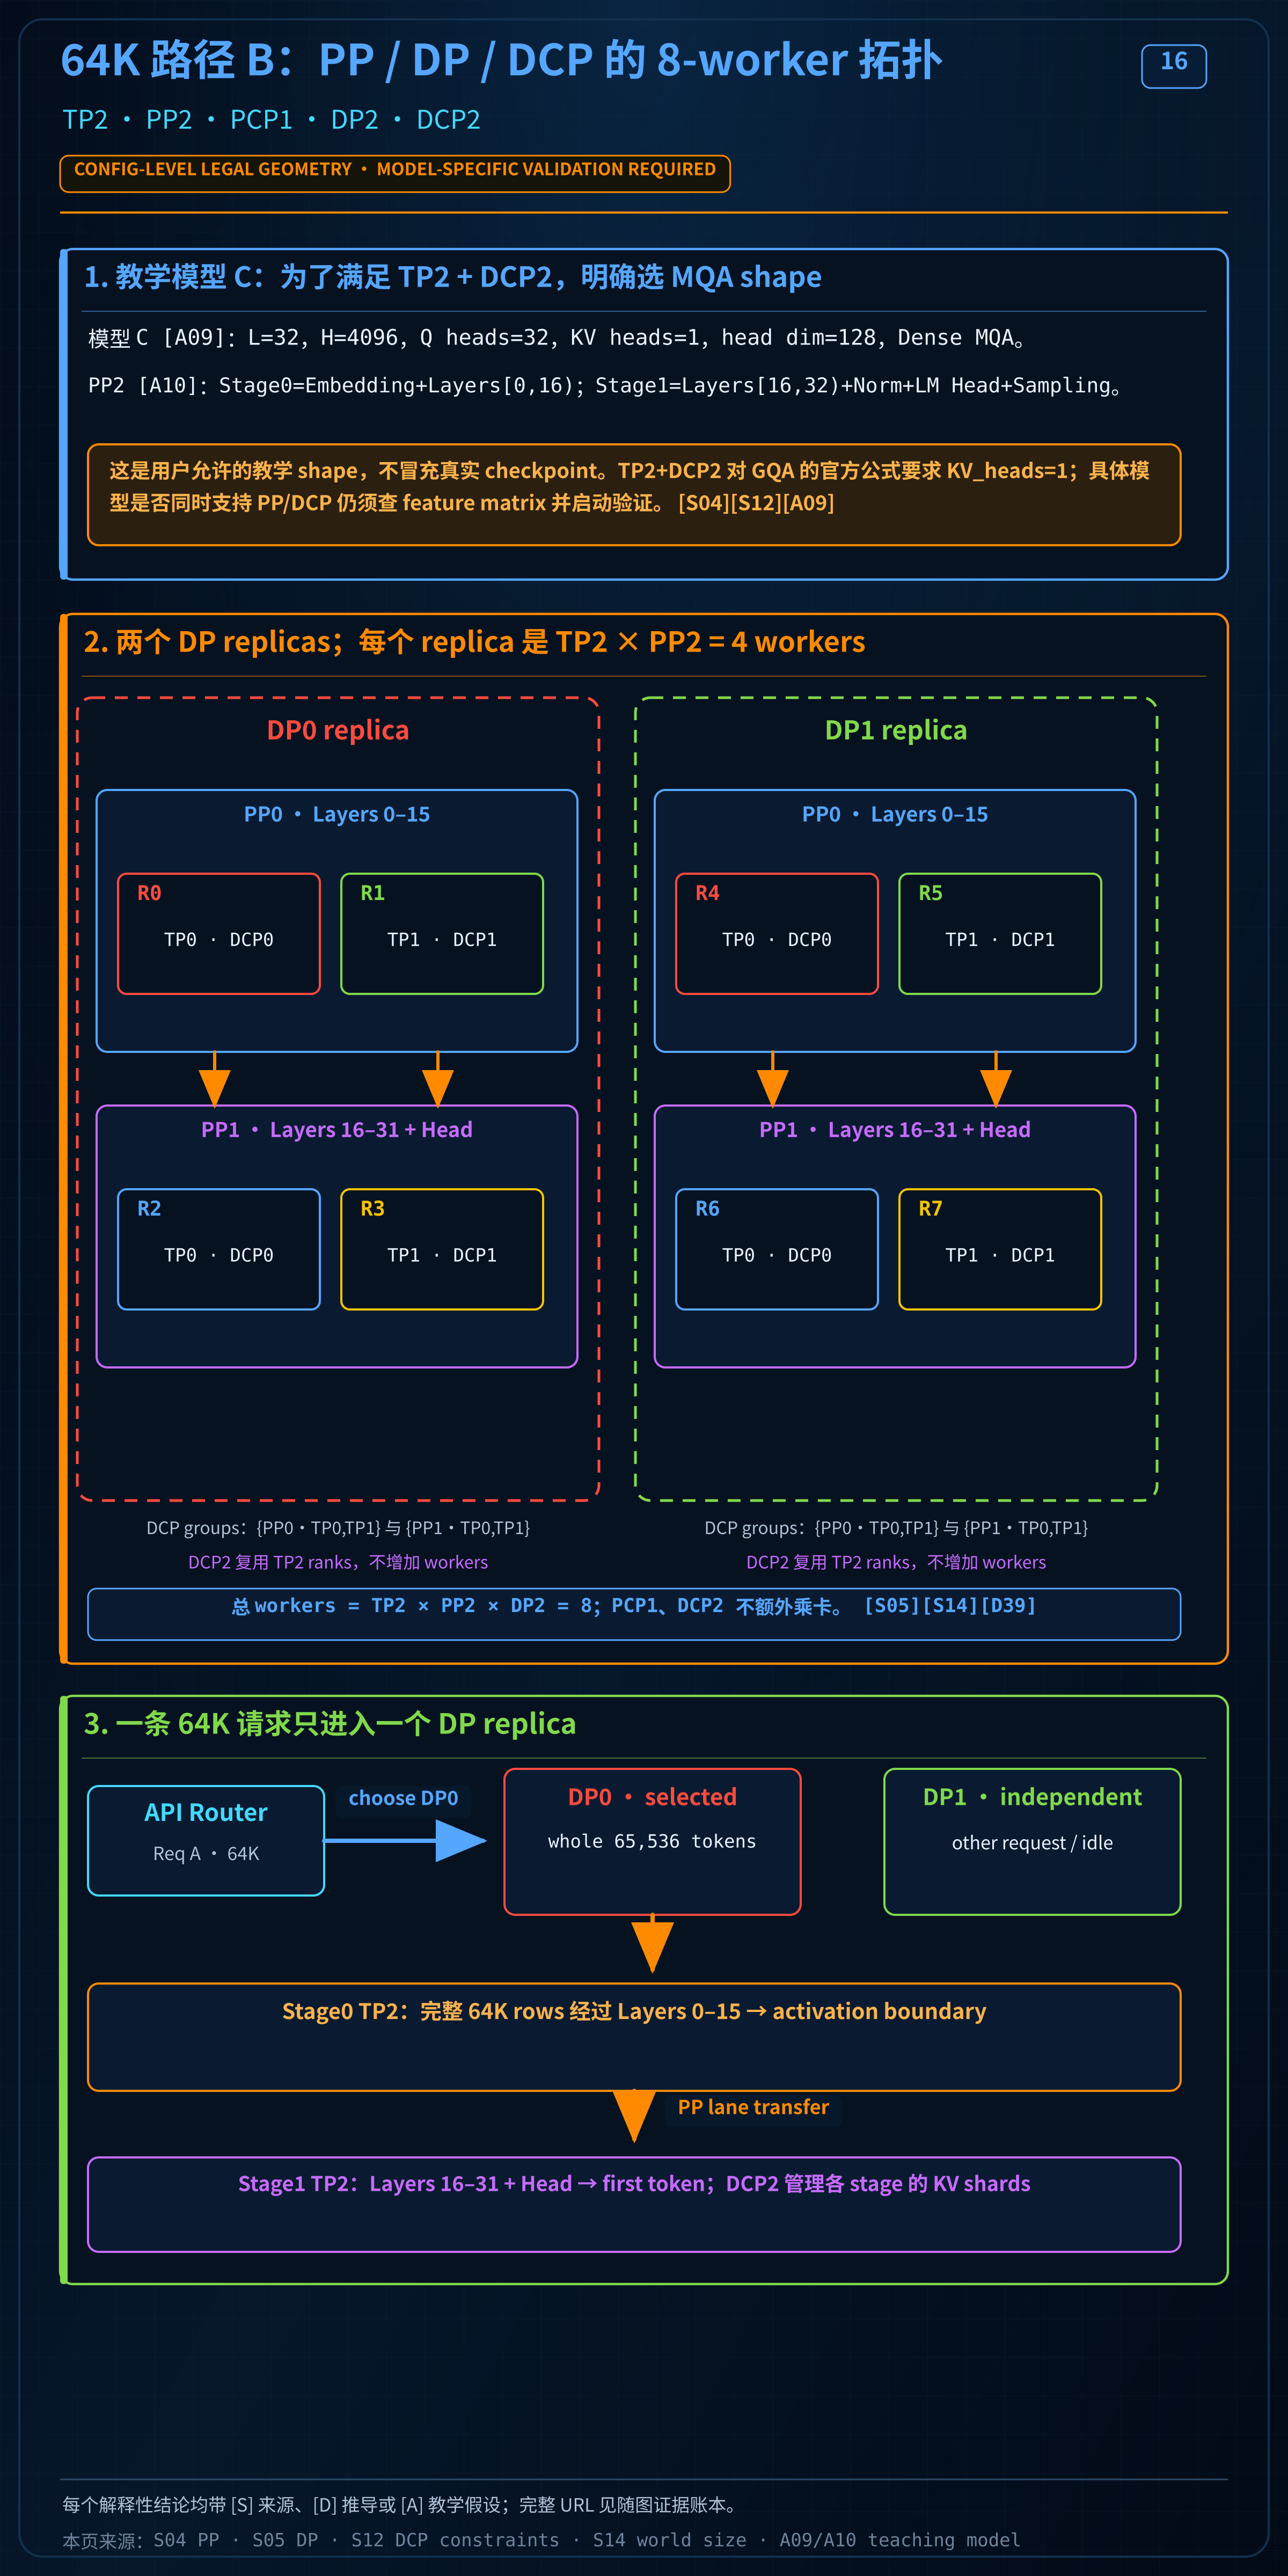 64K 路径 B：PP / DP / DCP 的 8-worker 拓扑
16
TP2 · PP2 · PCP1 · DP2 · DCP2
CONFIG-LEVEL LEGAL GEOMETRY · MODEL-SPECIFIC VALIDATION REQUIRED
1. 教学模型 C：为了满足 TP2 + DCP2，明确选 MQA shape
模型 C [A09]：L=32，H=4096，Q heads=32，KV heads=1，head dim=128，Dense MQA。
PP2 [A10]：Stage0=Embedding+Layers[0,16)；Stage1=Layers[16,32)+Norm+LM Head+Sampling。
这是用户允许的教学 shape，不冒充真实 checkpoint。TP2+DCP2 对 GQA 的官方公式要求 KV_heads=1；具体模
型是否同时支持 PP/DCP 仍须查 feature matrix 并启动验证。 [S04][S12][A09]
2. 两个 DP replicas；每个 replica 是 TP2 × PP2 = 4 workers
DP0 replica
PP0 · Layers 0–15
R0
TP0 · DCP0
R1
TP1 · DCP1
PP1 · Layers 16–31 + Head
R2
TP0 · DCP0
R3
TP1 · DCP1
DCP groups：{PP0·TP0,TP1} 与 {PP1·TP0,TP1}
DCP2 复用 TP2 ranks，不增加 workers
DP1 replica
PP0 · Layers 0–15
R4
TP0 · DCP0
R5
TP1 · DCP1
PP1 · Layers 16–31 + Head
R6
TP0 · DCP0
R7
TP1 · DCP1
DCP groups：{PP0·TP0,TP1} 与 {PP1·TP0,TP1}
DCP2 复用 TP2 ranks，不增加 workers
总 workers = TP2 × PP2 × DP2 = 8；PCP1、DCP2 不额外乘卡。 [S05][S14][D39]
3. 一条 64K 请求只进入一个 DP replica
API Router
Req A · 64K
choose DP0
DP0 · selected
whole 65,536 tokens
DP1 · independent
other request / idle
Stage0 TP2：完整 64K rows 经过 Layers 0–15 → activation boundary
PP lane transfer
Stage1 TP2：Layers 16–31 + Head → first token；DCP2 管理各 stage 的 KV shards
每个解释性结论均带 [S] 来源、[D] 推导或 [A] 教学假设；完整 URL 见随图证据账本。
本页来源：S04 PP · S05 DP · S12 DCP constraints · S14 world size · A09/A10 teaching model